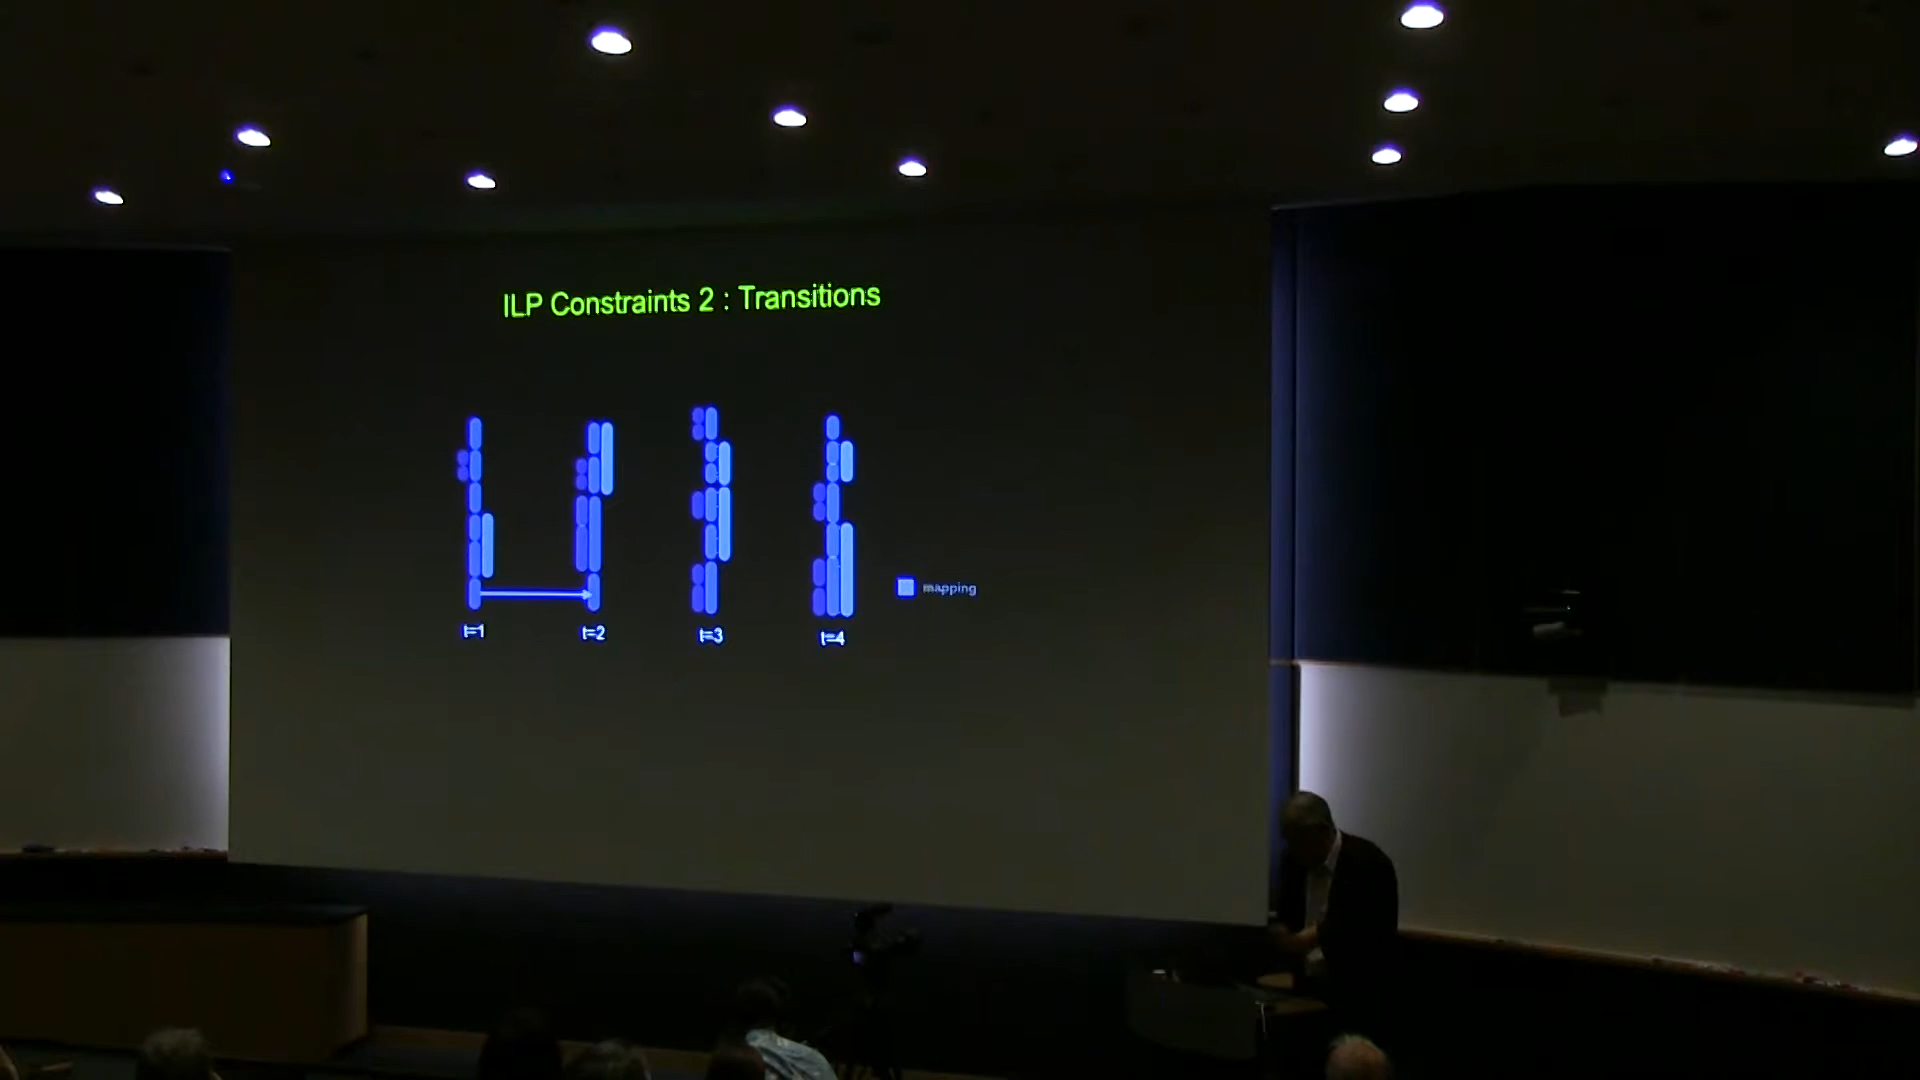 ILP Constraints 2 : Transitions
mapping
t=1
t=2
t=3
t=4